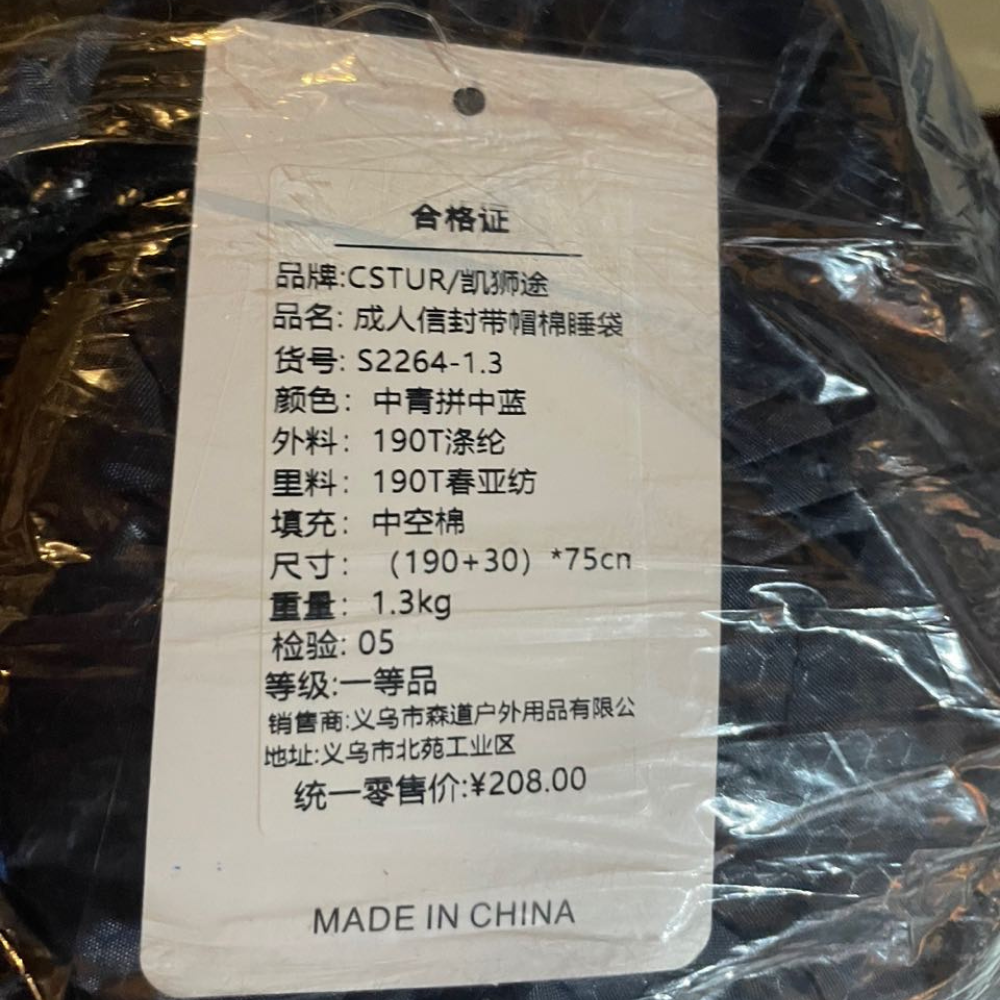 合格证
品牌:CSTUR/凯狮途
品名: 成人信封带帽棉睡袋
货号: S2264-1.3
颜色: 中青拼中蓝
外料: 190T涤纶
里料: 190T春亚纺
填充: 中空棉
尺寸: （190+30）*75cm
重量: 1.3kg
检验: 05
等级:一等品
销售商:义乌市森道户外用品有限公
地址:义乌市北苑工业区
统一零售价:¥208.00
MADE IN CHINA